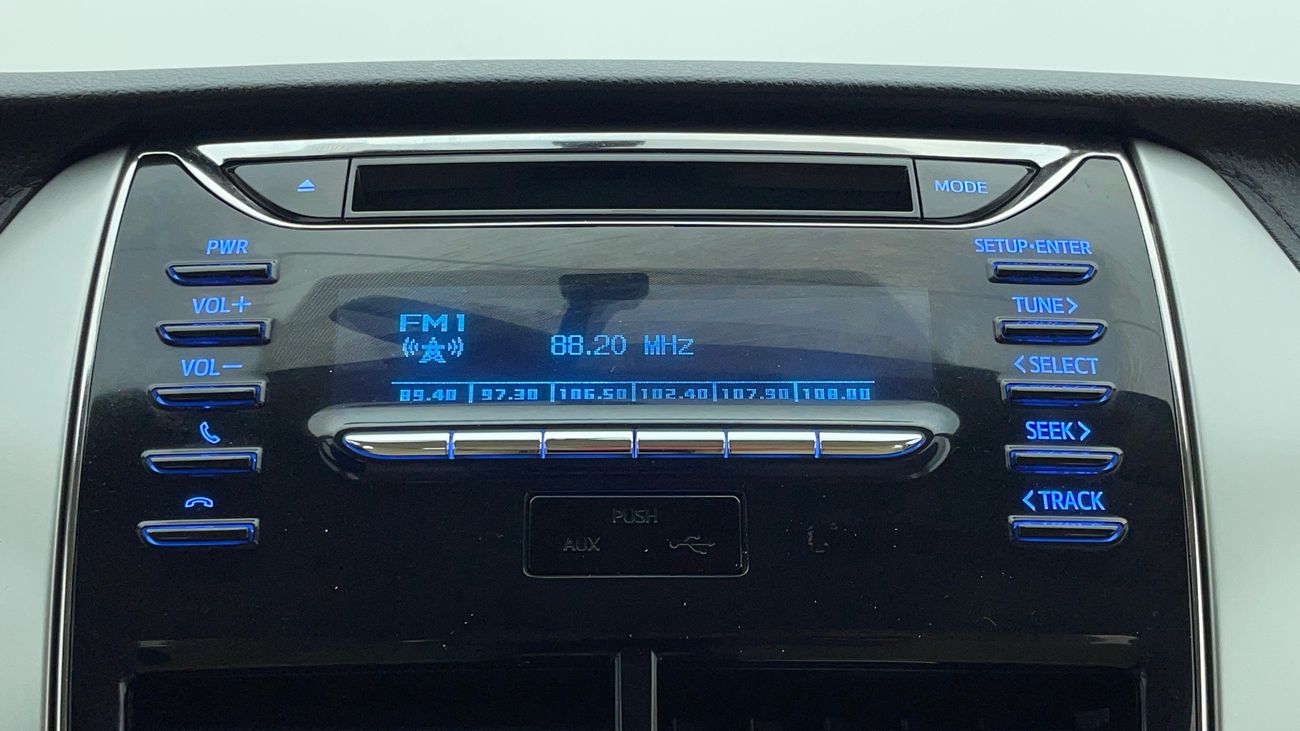 MODE
PWR
SETUP•ENTER
VOL+
TUNE>
FM1
88.20 MHz
VOL-
<SELECT
89.40 97.30 106.50 102.40 107.90 108.00
SEEK>
<TRACK
PUSH
AUX